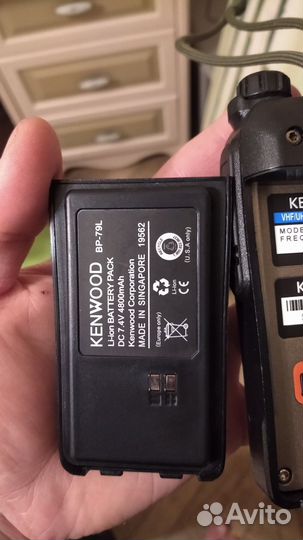 KENWOOD BP-79L
Li-ion BATTERY PACK
DC 7.4V 4800mAh
Kenwood Corporation
MADE IN SINGAPORE 19562
(U.S.A only)
Li-ion
(Europe only)
KE
VHF/UH
MODE
FREC
K
Avito